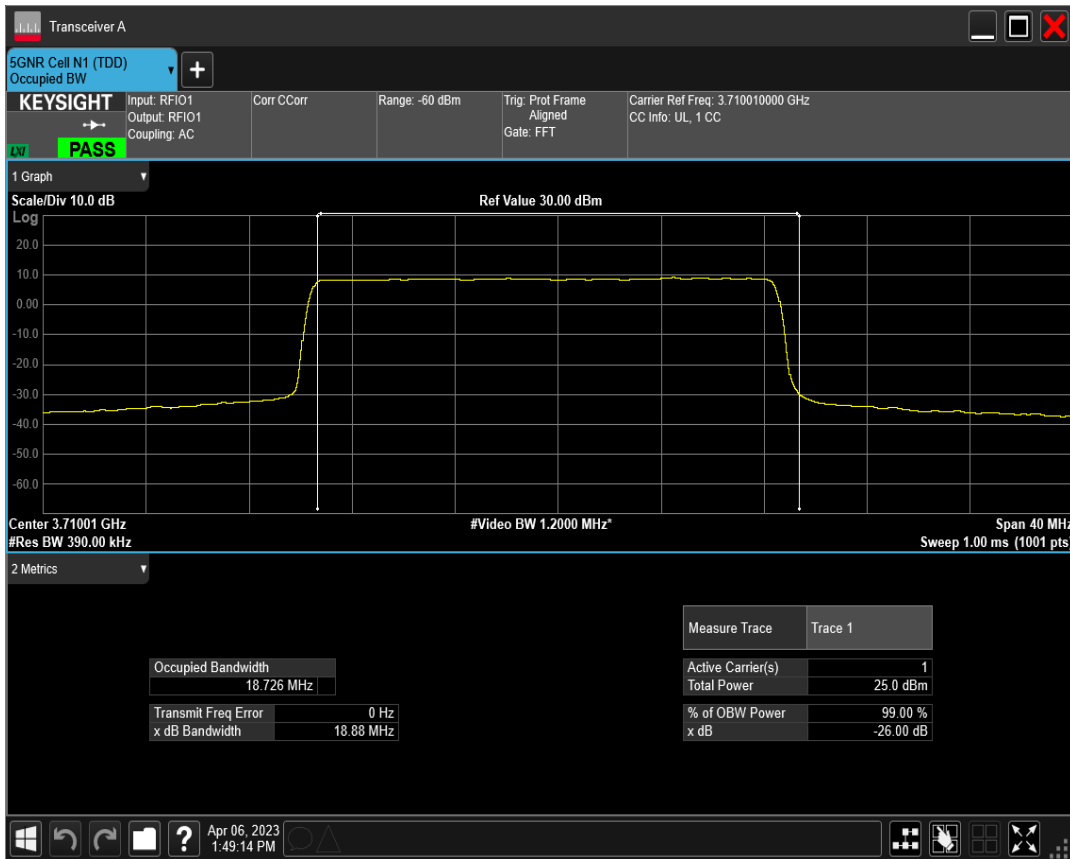 Transceiver A
5GNR Cell N1 (TDD)
Occupied BW
+
KEYSIGHT
LXI
PASS
Input: RFIO1
Output: RFIO1
Coupling: AC
Corr CCorr
Range: -60 dBm
Trig: Prot Frame
Aligned
Gate: FFT
Carrier Ref Freq: 3.710010000 GHz
CC Info: UL, 1 CC
1 Graph
Scale/Div 10.0 dB
Ref Value 30.00 dBm
Log
20.0
10.0
0.00
-10.0
-20.0
-30.0
-40.0
-50.0
-60.0
Center 3.71001 GHz
#Video BW 1.2000 MHz*
Span 40 MHz
#Res BW 390.00 kHz
Sweep 1.00 ms (1001 pts)
2 Metrics
Measure Trace
Trace 1
Occupied Bandwidth
18.726 MHz
Active Carrier(s)
1
Total Power
25.0 dBm
Transmit Freq Error
0 Hz
x dB Bandwidth
18.88 MHz
% of OBW Power
99.00 %
x dB
-26.00 dB
?
Apr 06, 2023
1:49:14 PM